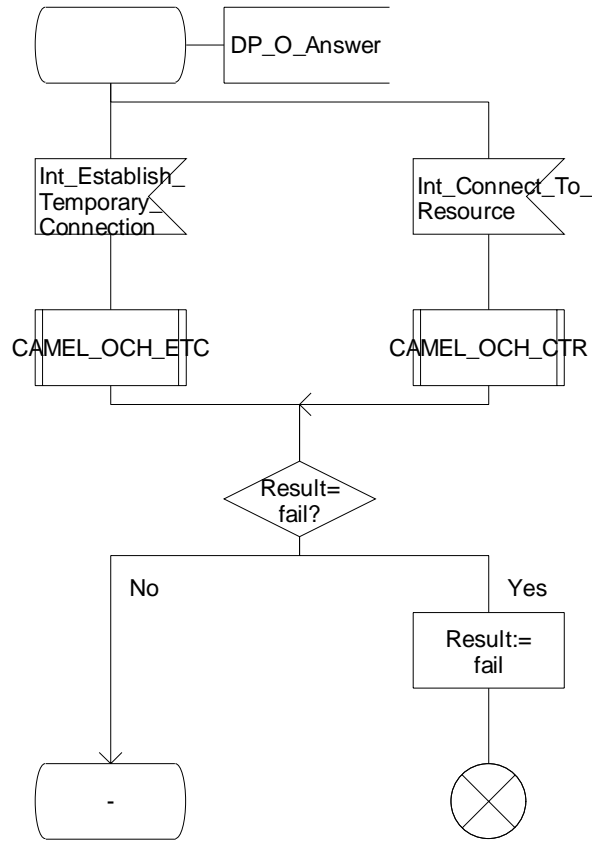 DP_O_Answer
Int_Establish_
Temporary_
Connection
Int_Connect_To_
Resource
CAMEL_OCH_ETC
CAMEL_OCH_CTR
Result=
fail?
No
Yes
Result:=
fail
-